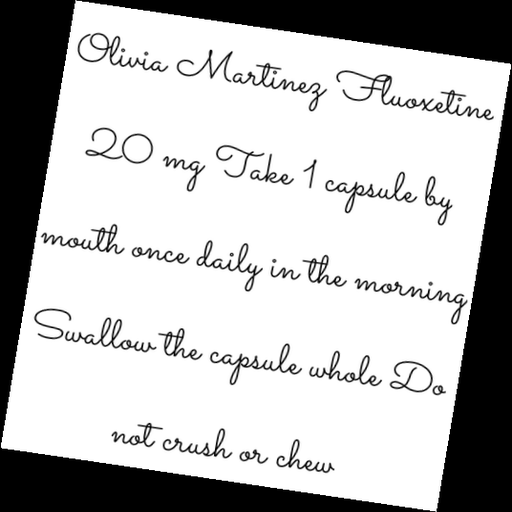 Olivia Martinez Fluoxetine
20 mg Take 1 capsule by
mouth once daily in the morning
Swallow the capsule whole Do
not crush or chew